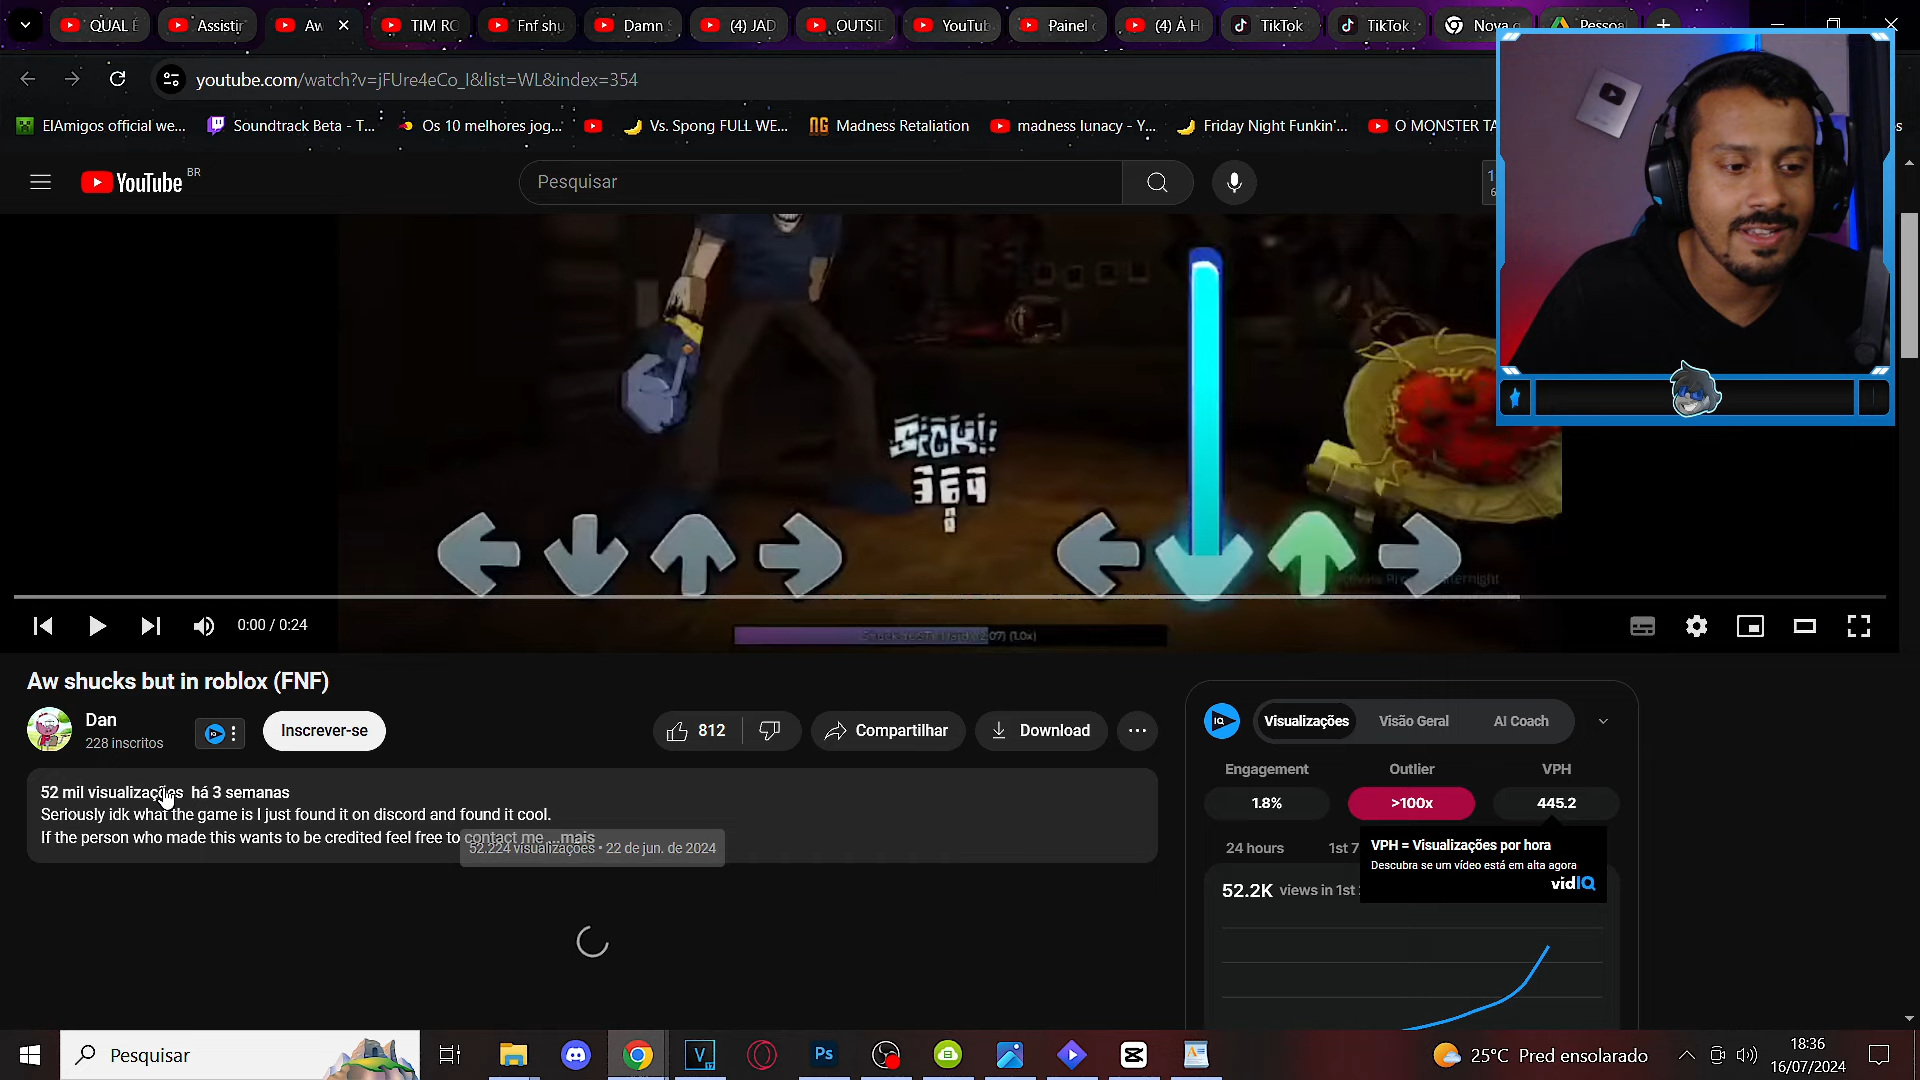 QUAL É
Assistir
Aw
TIM RO
Fnf shu
Damn
(4) JAD
OUTSI
YouTub
Painel
(4) À H
TikTok
TikTok
Nova g
Pessoa
youtube.com/watch?v=jFUre4eCo_I&list=WL&index=354
ElAmigos official we...
Soundtrack Beta - T...
Os 10 melhores jog...
Vs. Spong FULL WE...
Madness Retaliation
madness lunacy - Y...
Friday Night Funkin'...
O MONSTER TA
YouTube BR
Pesquisar
SICK!!
364
0:00 / 0:24
Aw shucks but in roblox (FNF)
Dan
228 inscritos
Inscrever-se
812
Compartilhar
Download
52 mil visualizações há 3 semanas
Seriously idk what the game is I just found it on discord and found it cool.
If the person who made this wants to be credited feel free to contact me ...mais
52.224 visualizações • 22 de jun. de 2024
IQ
Visualizações
Visão Geral
AI Coach
Engagement
Outlier
VPH
1.8%
>100x
445.2
24 hours
1st 7
VPH = Visualizações por hora
Descubra se um vídeo está em alta agora
vidIQ
52.2K views in 1st
Pesquisar
25°C Pred ensolarado
18:36
16/07/2024